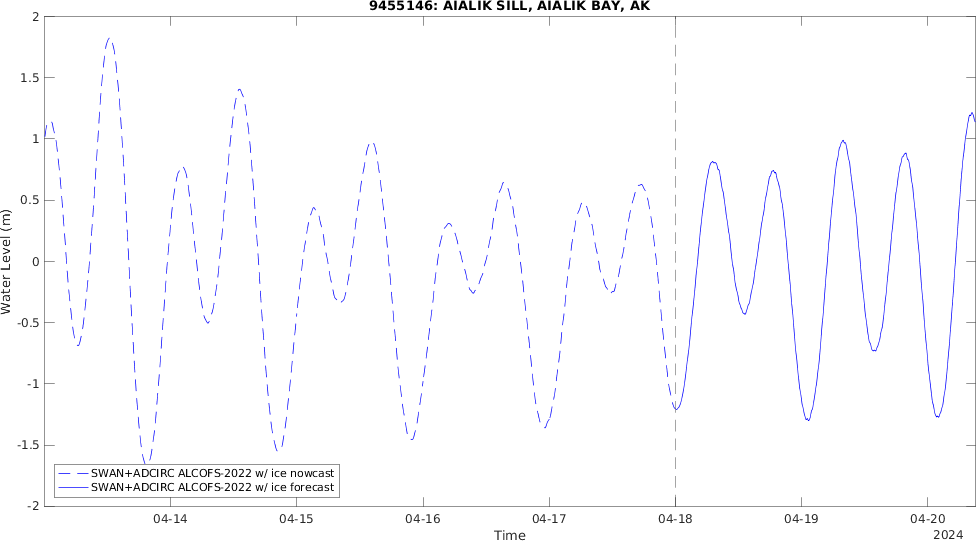 9455146: AIALIK SILL, AIALIK BAY, AK
2
1.5
1
0.5
0
-0.5
-1
-1.5
-2
Water Level (m)
SWAN+ADCIRC ALCOFS-2022 w/ ice nowcast
SWAN+ADCIRC ALCOFS-2022 w/ ice forecast
04-14 04-15 04-16 04-17 04-18 04-19 04-20
Time
2024